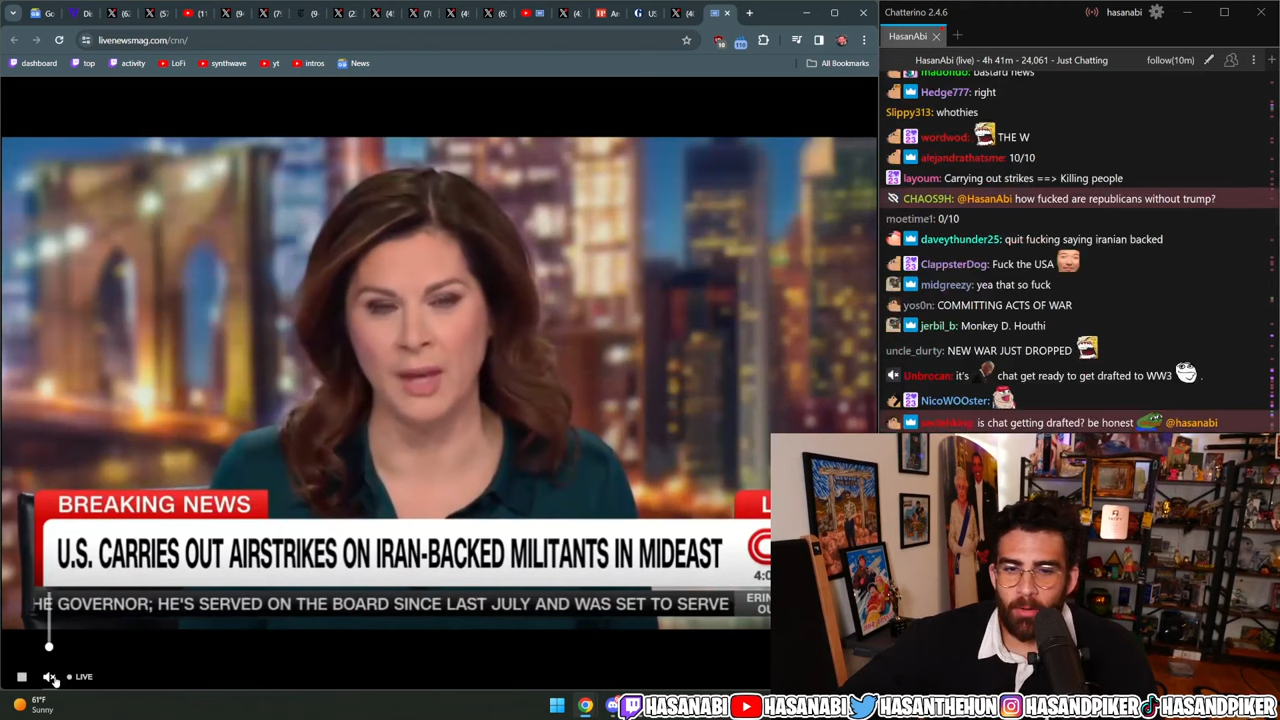 livenewsmag.com/cnn/
10
110
dashboard
top
activity
LoFi
synthwave
yt
intros
News
All Bookmarks
BREAKING NEWS
U.S. CARRIES OUT AIRSTRIKES ON IRAN-BACKED MILITANTS IN MIDEAST
GOVERNOR; HE'S SERVED ON THE BOARD SINCE LAST JULY AND WAS SET TO SERVE
LIVE
61°F
Sunny
Chatterino 2.4.6
hasanabi
HasanAbi
HasanAbi (live) - 4h 41m - 24,061 - Just Chatting
follow(10m)
madondo: bastard news
Hedge777: right
Slippy313: whothies
wordwod: THE W
alejandrathatsme: 10/10
layoum: Carrying out strikes ==> Killing people
CHAOS9H: @HasanAbi how fucked are republicans without trump?
moetime1: 0/10
daveythunder25: quit fucking saying iranian backed
ClappsterDog: Fuck the USA
midgreezy: yea that so fuck
yos0n: COMMITTING ACTS OF WAR
jerbil_b: Monkey D. Houthi
uncle_durty: NEW WAR JUST DROPPED
Unbrocan: it's chat get ready to get drafted to WW3 .
NicoWOOster:
is chat getting drafted? be honest @hasanabi
HASANABI
HASANABI
HASANTHEHUN
HASANDPIKER
HASANDPIKER